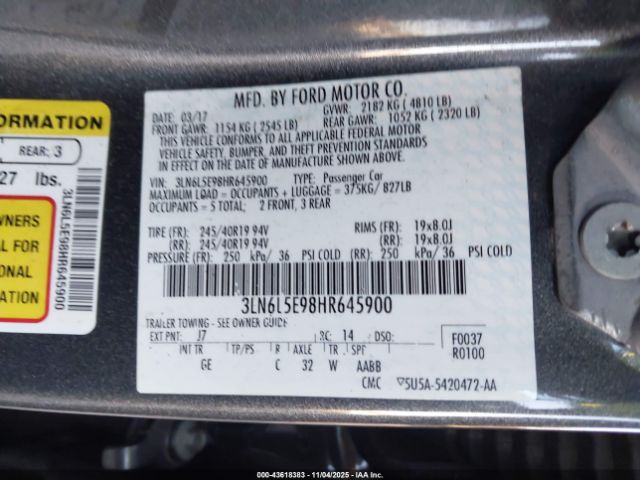 MFD. BY FORD MOTOR CO.
DATE: 03/17 GVWR: 2182 KG ( 4810 LB)
FRONT GAWR: 1154 KG ( 2545 LB) REAR GAWR: 1052 KG ( 2320 LB)
THIS VEHICLE CONFORMS TO ALL APPLICABLE FEDERAL MOTOR
VEHICLE SAFETY, BUMPER, AND THEFT PREVENTION STANDARDS
IN EFFECT ON THE DATE OF MANUFACTURE SHOWN ABOVE.
VIN: 3LN6L5E98HR645900 TYPE: Passenger Car
MAXIMUM LOAD = OCCUPANTS + LUGGAGE = 375KG / 827LB
OCCUPANTS = 5 TOTAL; 2 FRONT, 3 REAR
TIRE (FR): 245/40R19 94V RIMS (FR): 19x8.0J
(RR): 245/40R19 94V (RR): 19x8.0J
PRESSURE (FR): 250 kPa/ 36 PSI COLD (RR): 250 kPa/ 36 PSI COLD
3LN6L5E98HR645900
TRAILER TOWING - SEE OWNER GUIDE
EXT PNT: J7 RC: 14 DSO: F0037
INT TR TP/PS R AXLE TR SPR R0100
GE C 32 W AABB
CMC 5U5A-5420472-AA
FORMATION
REAR: 3
27 lbs.
3LN6L5E98HR645900
OWNERS
AL FOR
IONAL
ATION
000-43618383 - 11/04/2025 - VEHICLE FRONT